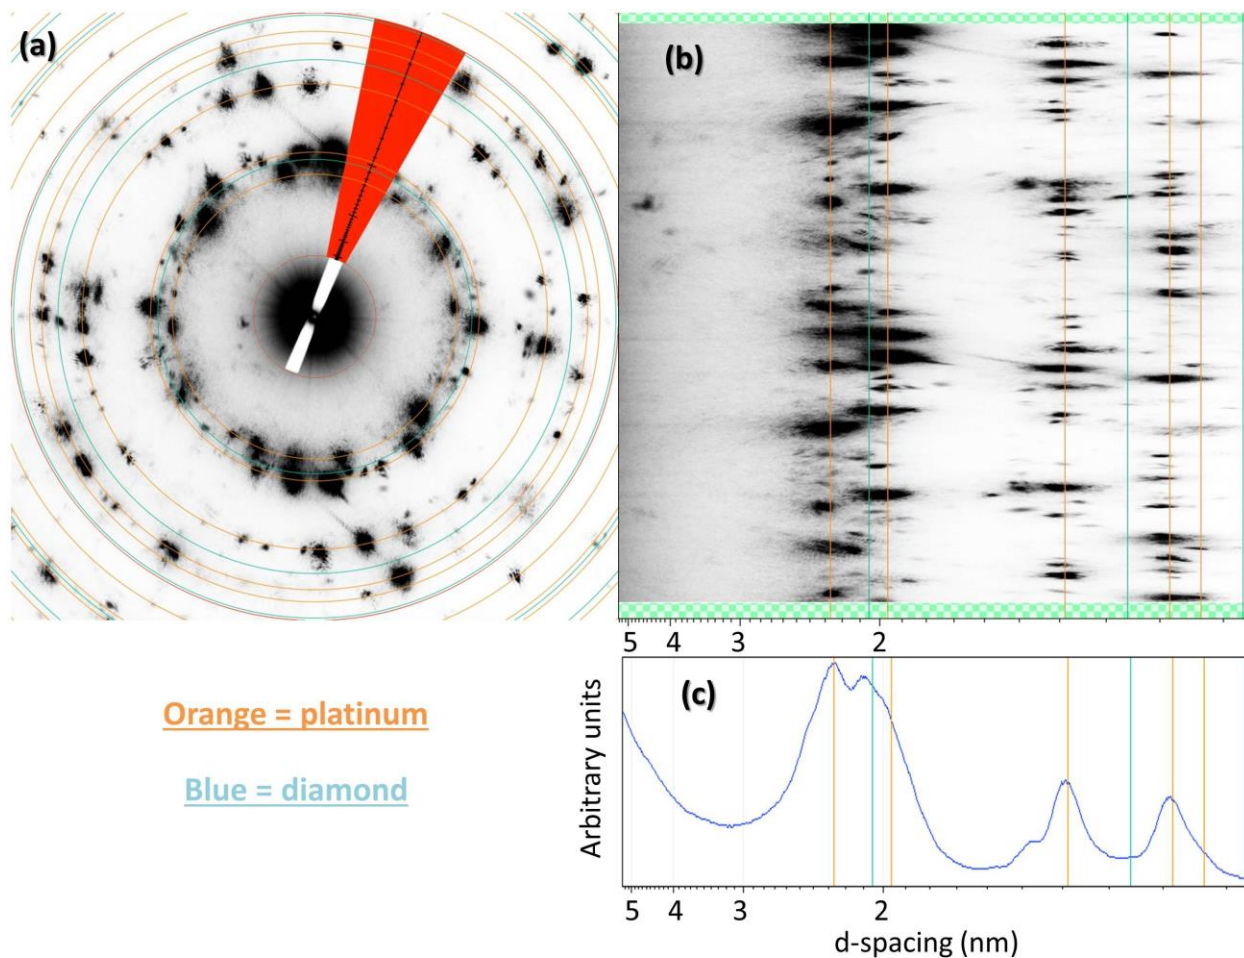 (a)
(b)
5 4 3 2
Orange = platinum
Blue = diamond
(c)
Arbitrary units
5 4 3 2
d-spacing (nm)